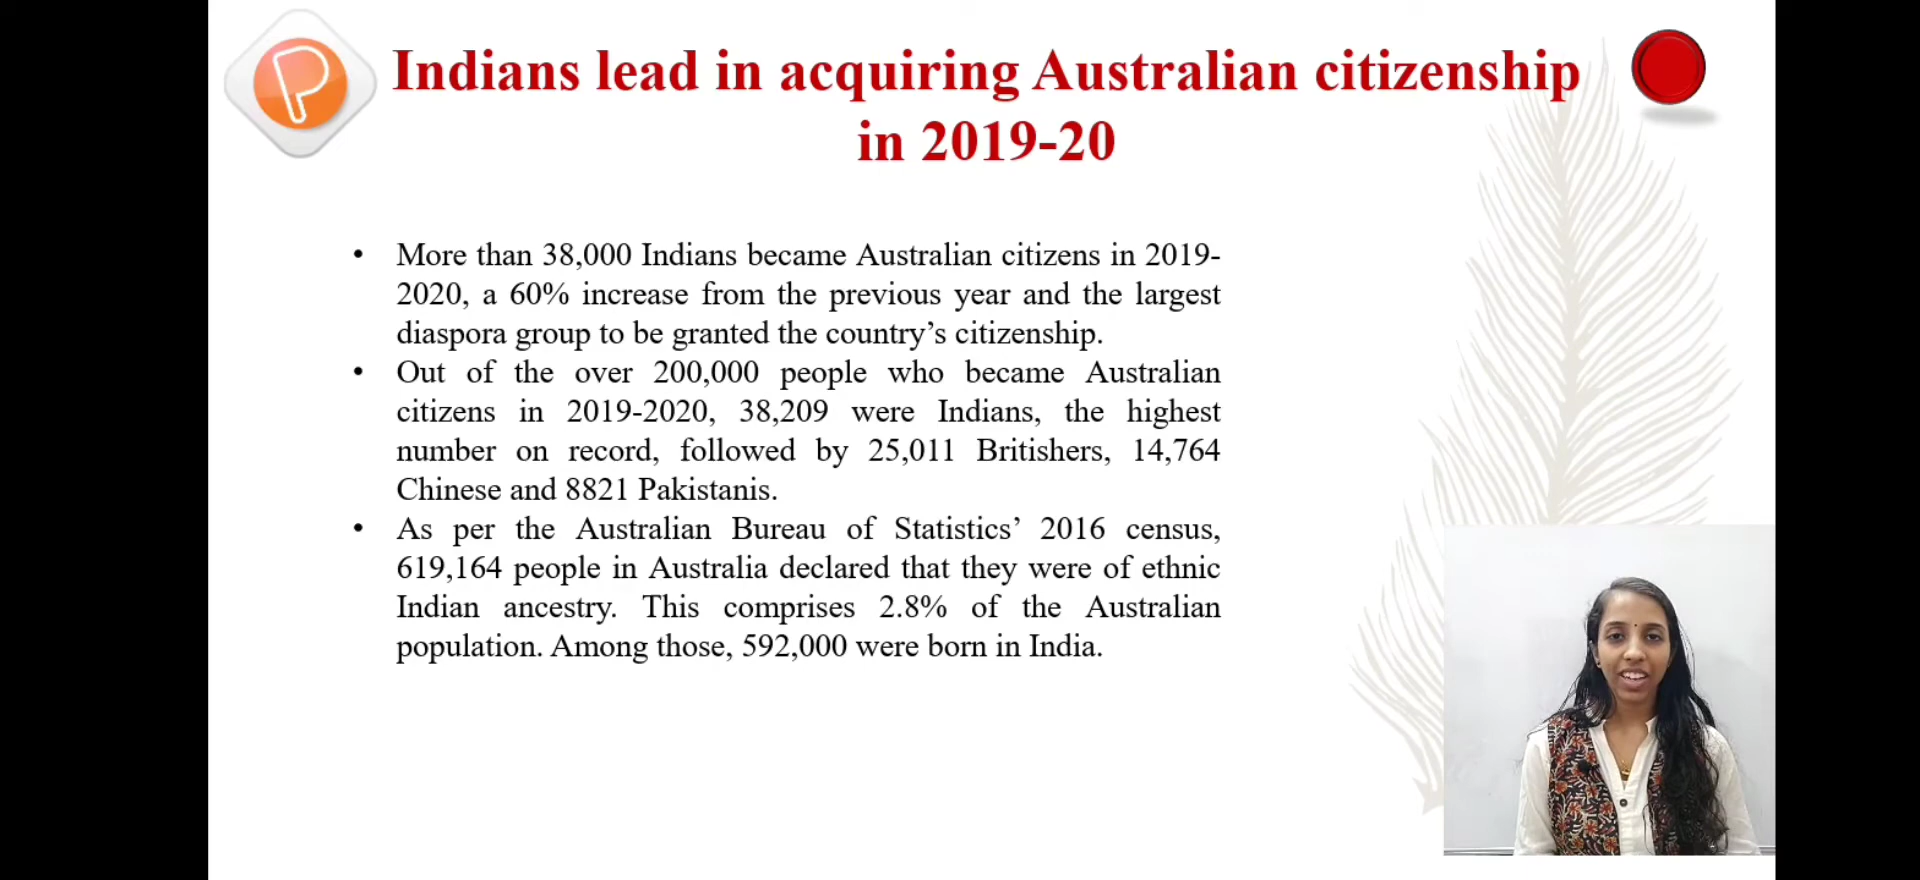 Indians lead in acquiring Australian citizenship
in 2019-20
• More than 38,000 Indians became Australian citizens in 2019-
2020, a 60% increase from the previous year and the largest
diaspora group to be granted the country’s citizenship.
• Out of the over 200,000 people who became Australian
citizens in 2019-2020, 38,209 were Indians, the highest
number on record, followed by 25,011 Britishers, 14,764
Chinese and 8821 Pakistanis.
• As per the Australian Bureau of Statistics’ 2016 census,
619,164 people in Australia declared that they were of ethnic
Indian ancestry. This comprises 2.8% of the Australian
population. Among those, 592,000 were born in India.